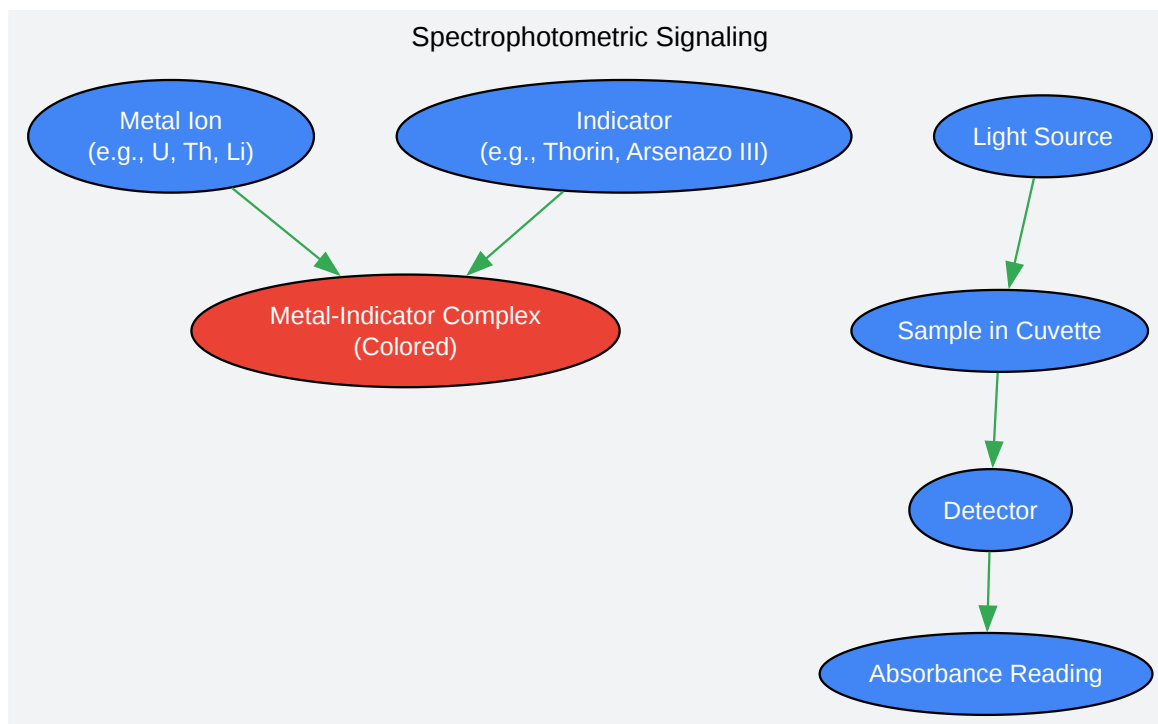 Spectrophotometric Signaling
Metal Ion
(e.g., U, Th, Li)
Indicator
(e.g., Thorin, Arsenazo III)
Light Source
Metal-Indicator Complex
(Colored)
Sample in Cuvette
Detector
Absorbance Reading